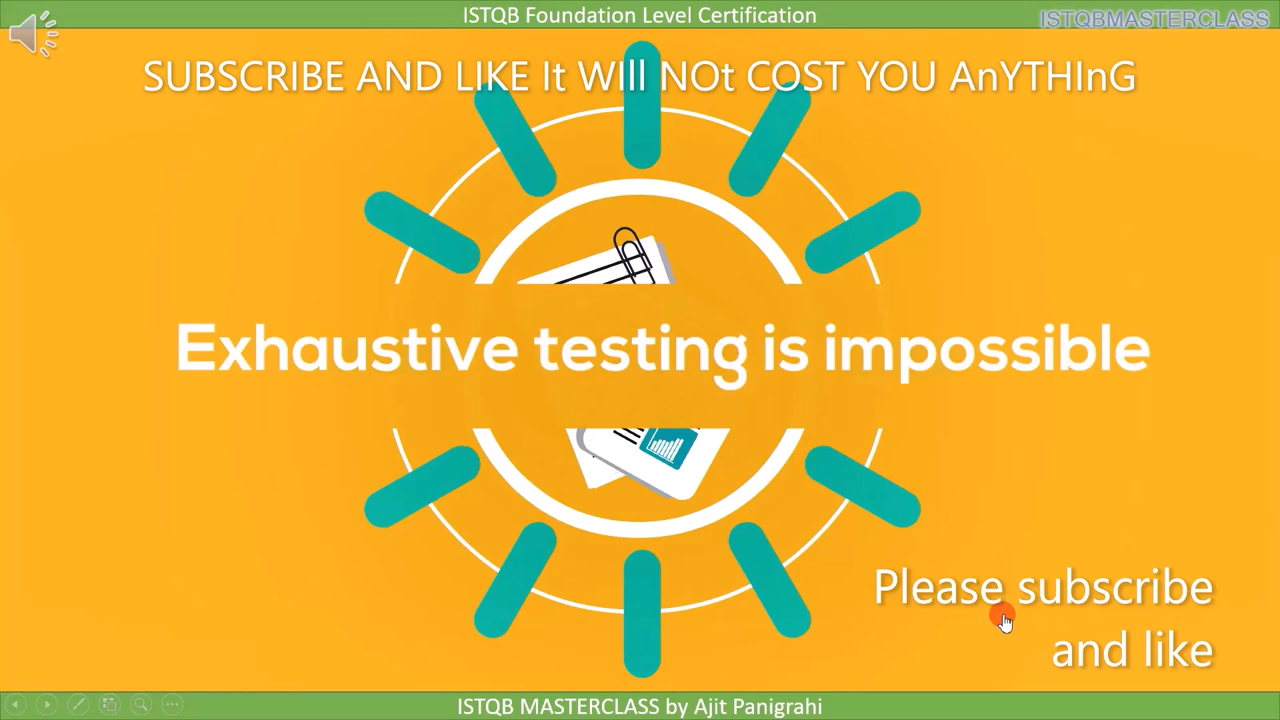 ISTQB Foundation Level Certification
ISTQBMASTERCLASS
SUBSCRIBE AND LIKE It WIll NOt COST YOU AnYTHInG
Exhaustive testing is impossible
Please subscribe
and like
ISTQB MASTERCLASS by Ajit Panigrahi